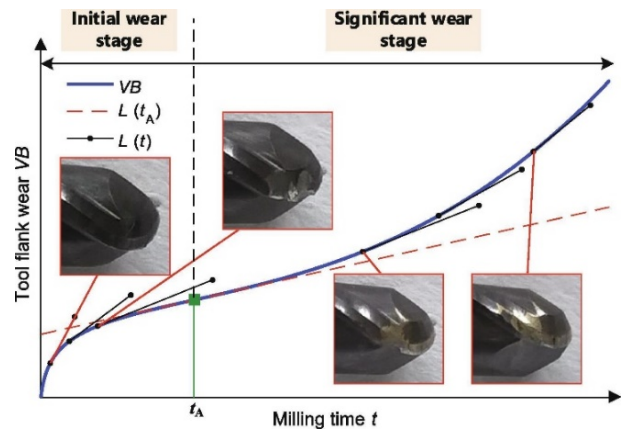 Initial wear
stage
Significant wear
stage
VB
L (tA)
L (t)
Tool flank wear VB
tA
Milling time t